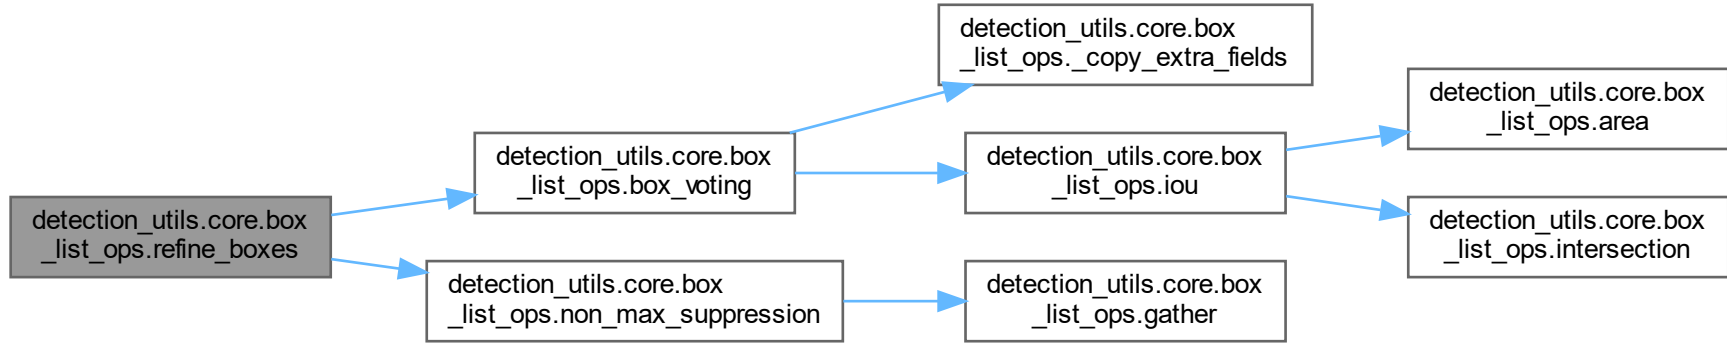 detection_utils.core.box
_list_ops.refine_boxes
detection_utils.core.box
_list_ops.box_voting
detection_utils.core.box
_list_ops._copy_extra_fields
detection_utils.core.box
_list_ops.iou
detection_utils.core.box
_list_ops.area
detection_utils.core.box
_list_ops.intersection
detection_utils.core.box
_list_ops.non_max_suppression
detection_utils.core.box
_list_ops.gather